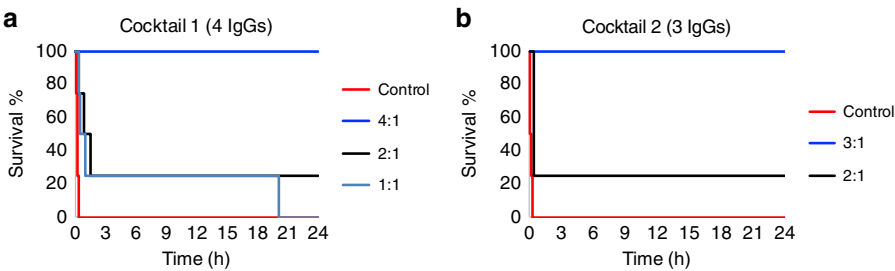 a
Cocktail 1 (4 IgGs)
Survival %
100
80
60
40
20
0
0 3 6 9 12 15 18 21 24
Time (h)
Control
4:1
2:1
1:1
b
Cocktail 2 (3 IgGs)
Survival %
100
80
60
40
20
0
0 3 6 9 12 15 18 21 24
Time (h)
Control
3:1
2:1